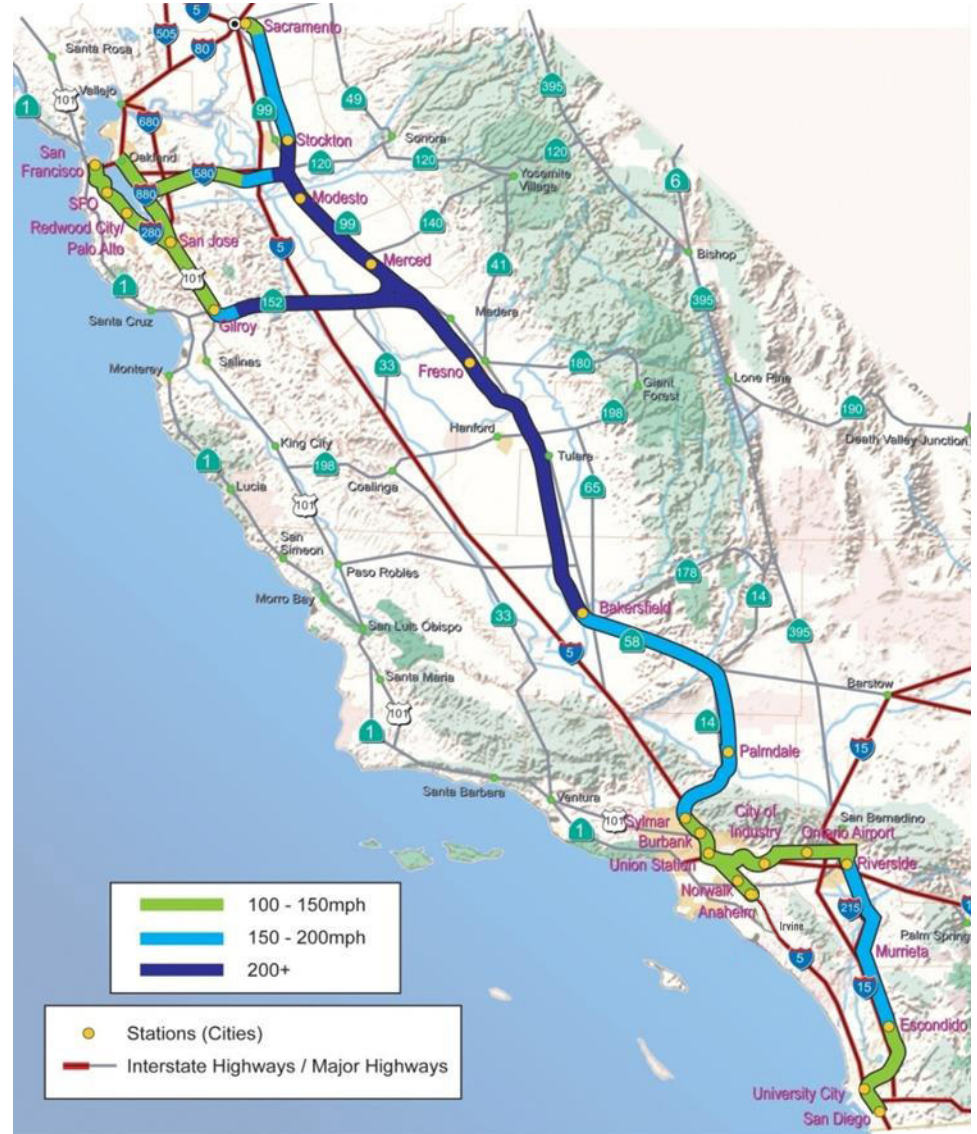 5
505
80
Sacramento
395
Santa Rosa
101
1
Vallejo
680
99
49
Stockton
Sonora
120
120
120
San
Francisco
Oakland
580
880
Yosemite
Village
6
SFO
Modesto
Redwood City/
Palo Alto
280
San Jose
99
140
5
Merced
41
Bishop
101
1
395
Santa Cruz
Gilroy
152
Madera
Salinas
Monterey
Fresno
180
33
Giant
Forest
Lone Pine
198
190
Hanford
Death Valley Junction
King City
1
198
Tulare
Lucia
Coalinga
65
101
San
Simeon
Paso Robles
178
Morro Bay
Bakersfield
14
San Luis Obispo
33
58
395
5
Santa Maria
Barstow
101
1
14
15
Palmdale
Santa Barbara
Ventura
101
Sylmar
City of
Industry
San Bernadino
1
Burbank
Ontario Airport
Union Station
Riverside
Norwalk
Anaheim
215
Irvine
Palm Spring
5
Murrieta
15
Escondido
University City
San Diego
100 - 150mph
150 - 200mph
200+
Stations (Cities)
Interstate Highways / Major Highways